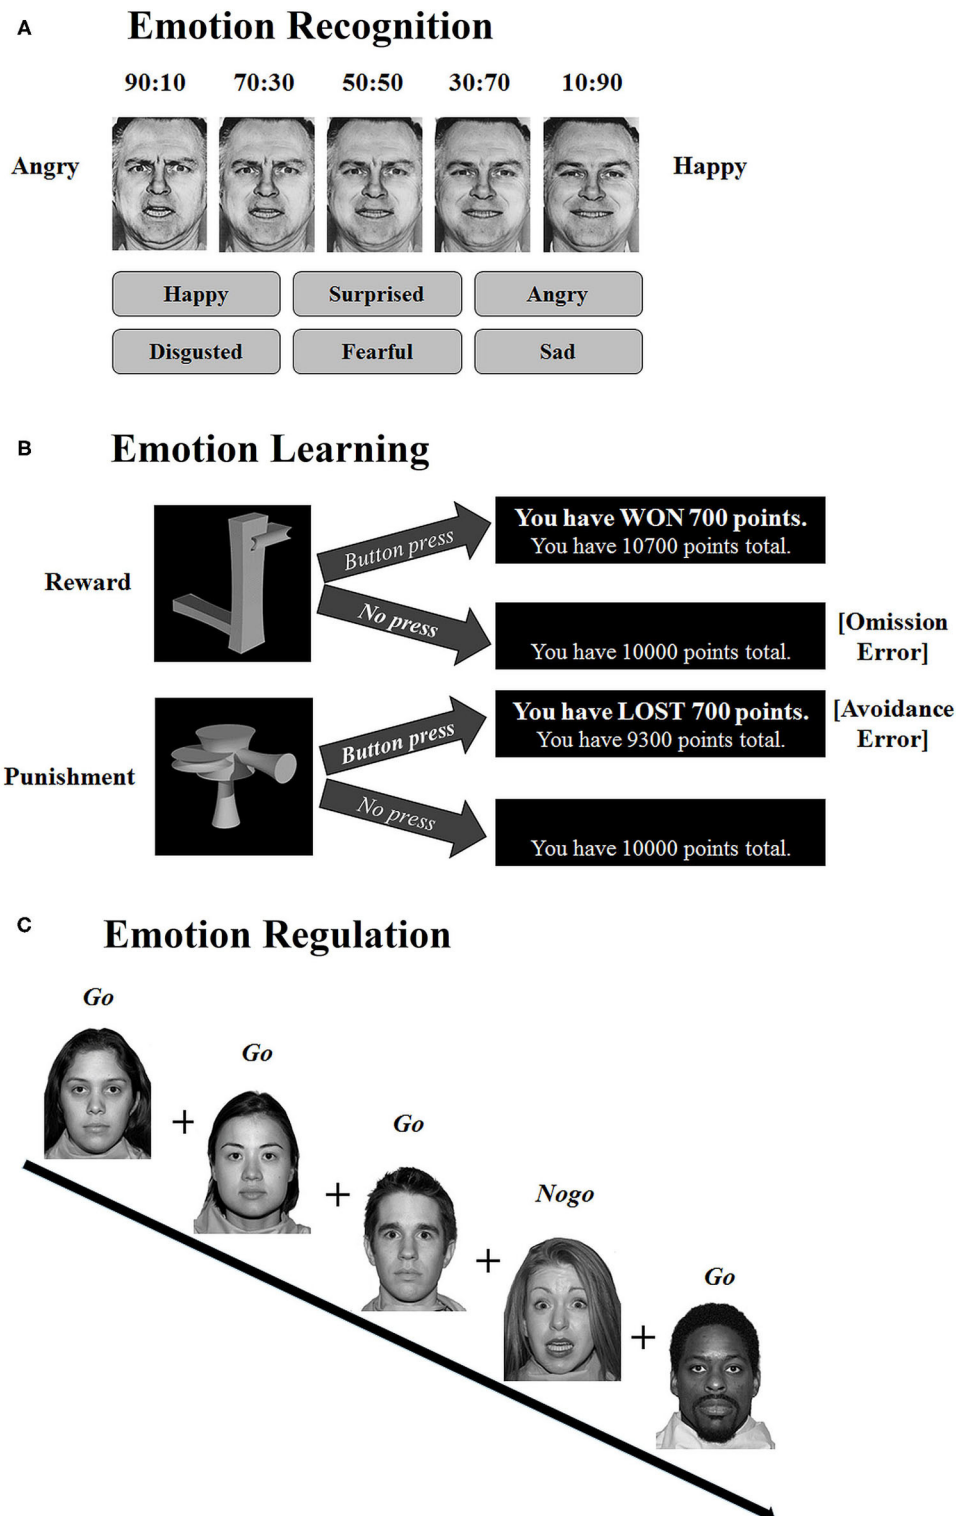 A
Emotion Recognition
90:10 70:30 50:50 30:70 10:90
Angry
Happy
Happy Surprised Angry
Disgusted Fearful Sad
B
Emotion Learning
Reward
Button press
You have WON 700 points.
You have 10700 points total.
No press
You have 10000 points total.
[Omission
Error]
Punishment
Button press
You have LOST 700 points.
You have 9300 points total.
[Avoidance
Error]
No press
You have 10000 points total.
C
Emotion Regulation
Go
Go
Go
Nogo
Go